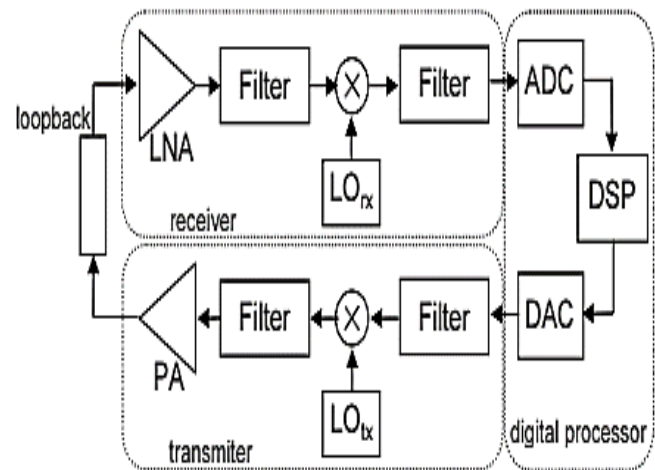 loopback
LNA
Filter
X
Filter
ADC
LOrx
receiver
DSP
PA
Filter
X
Filter
DAC
LOtx
transmiter
digital processor